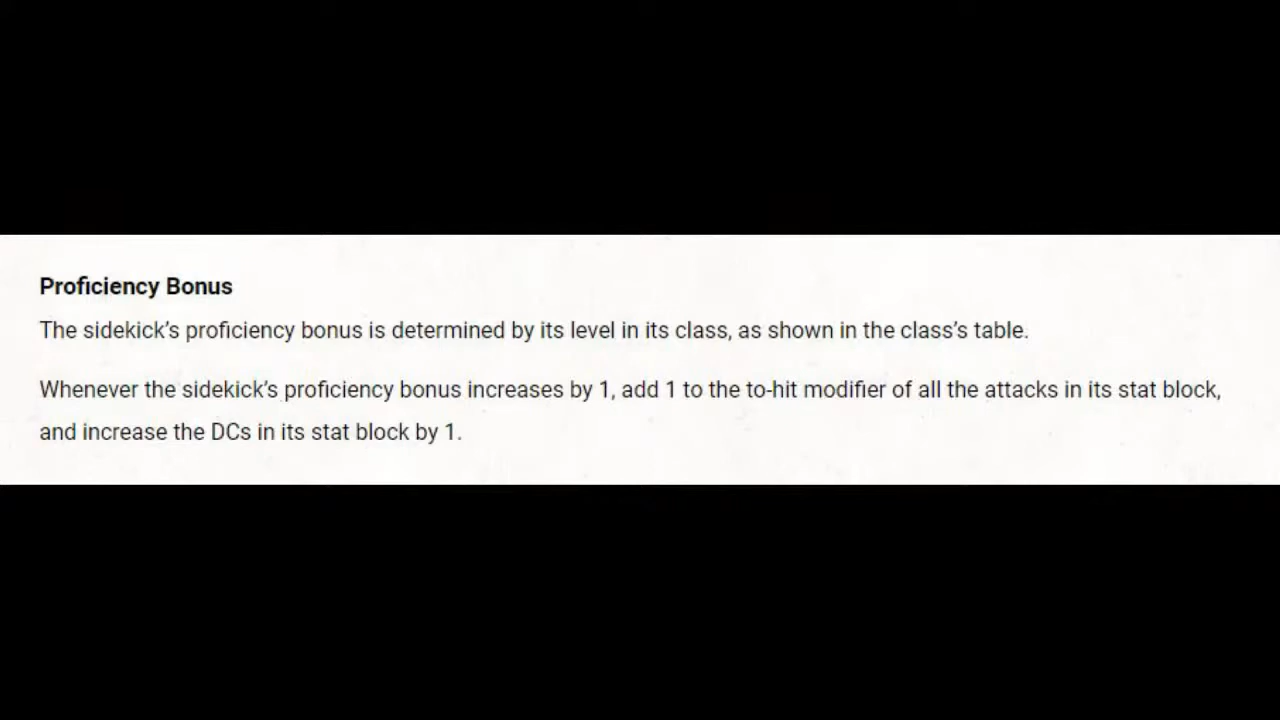 Proficiency Bonus
The sidekick’s proficiency bonus is determined by its level in its class, as shown in the class’s table.
Whenever the sidekick’s proficiency bonus increases by 1, add 1 to the to-hit modifier of all the attacks in its stat block,
and increase the DCs in its stat block by 1.